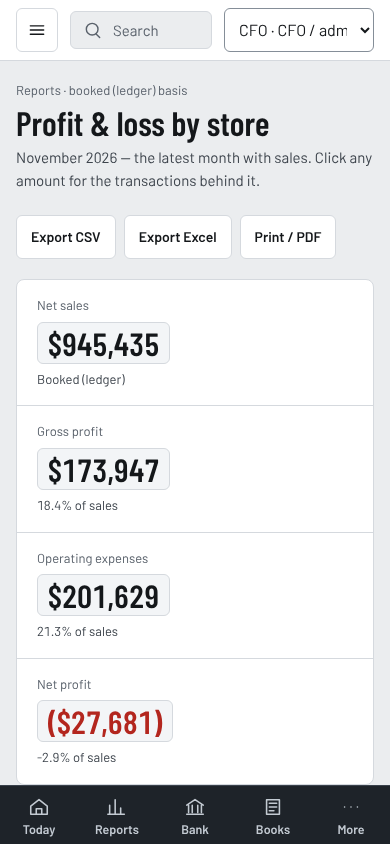 Search
CFO · CFO / adm
Reports · booked (ledger) basis
Profit & loss by store
November 2026 — the latest month with sales. Click any
amount for the transactions behind it.
Export CSV
Export Excel
Print / PDF
Net sales
$945,435
Booked (ledger)
Gross profit
$173,947
18.4% of sales
Operating expenses
$201,629
21.3% of sales
Net profit
($27,681)
-2.9% of sales
Today
Reports
Bank
Books
More